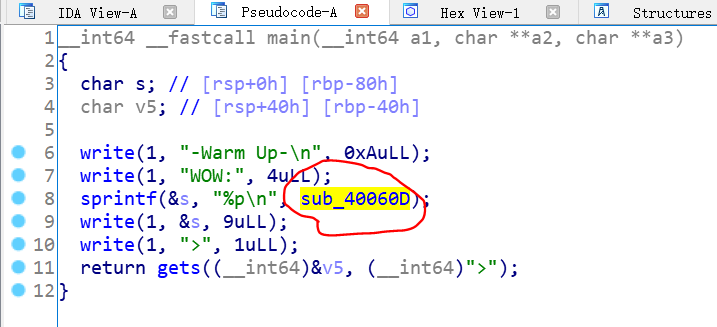 IDA View-A Pseudocode-A Hex View-1 A Structures
1 __int64 __fastcall main(__int64 a1, char **a2, char **a3)
2 {
3 char s; // [rsp+0h] [rbp-80h]
4 char v5; // [rsp+40h] [rbp-40h]
5
6 write(1, "-Warm Up-\n", 0xAuLL);
7 write(1, "WOW:", 4uLL);
8 sprintf(&s, "%p\n", sub_40060D);
9 write(1, &s, 9uLL);
10 write(1, ">", 1uLL);
11 return gets((__int64)&v5, (__int64)">");
12 }